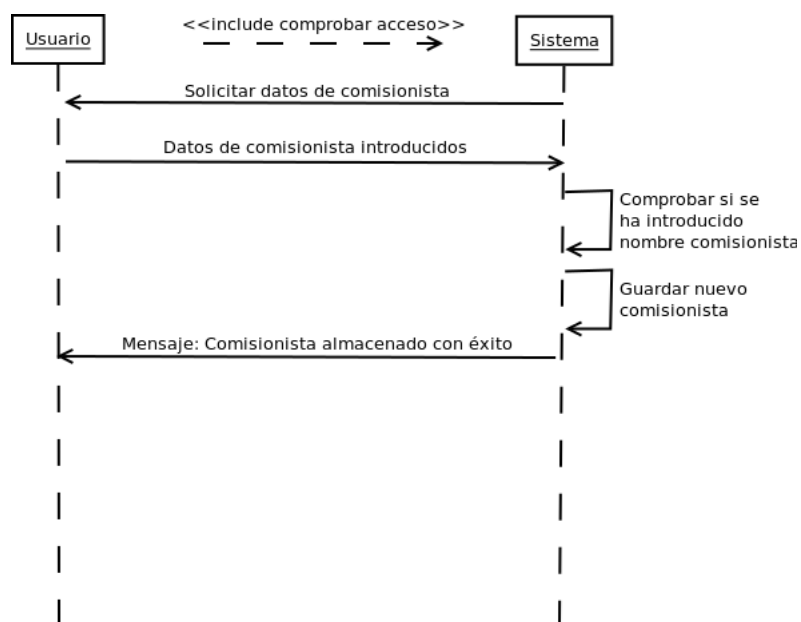 <<include comprobar acceso>>
Usuario
Sistema
Solicitar datos de comisionista
Datos de comisionista introducidos
Comprobar si se
ha introducido
nombre comisionista
Guardar nuevo
comisionista
Mensaje: Comisionista almacenado con éxito